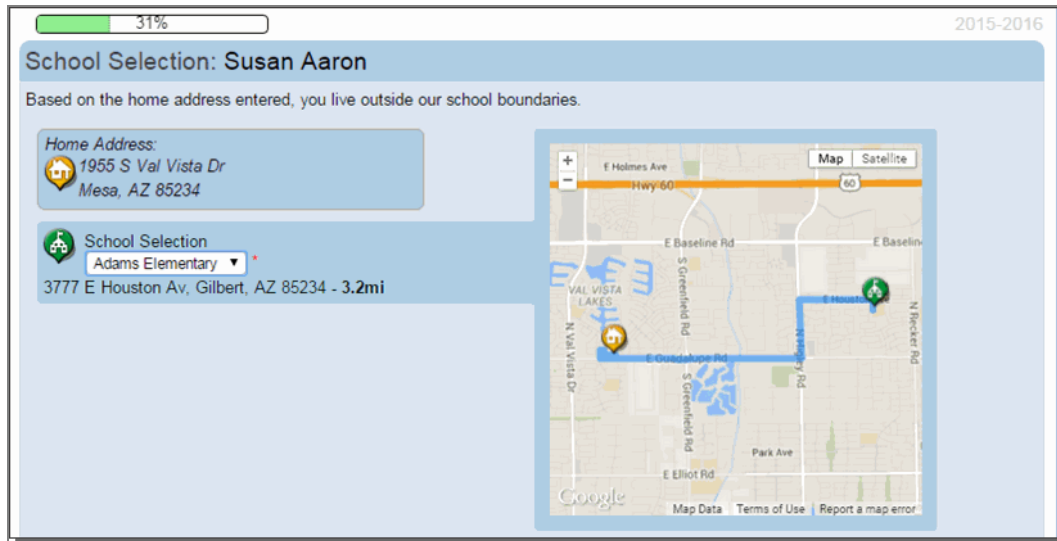 31%
2015-2016
School Selection: Susan Aaron
Based on the home address entered, you live outside our school boundaries.
Home Address:
1955 S Val Vista Dr
Mesa, AZ 85234
School Selection
Adams Elementary ▼ *
3777 E Houston Av, Gilbert, AZ 85234 - 3.2mi
+
−
Map Satellite
E Holmes Ave
Hwy 60
60
E Baseline Rd
E Baselin
S Greenfield Rd
VAL VISTA
LAKES
E Houston
N Val Vista Dr
N Higley Rd
N Recker Rd
E Guadalupe Rd
S Greenfield Rd
Park Ave
E Elliot Rd
Google
Map Data Terms of Use Report a map error